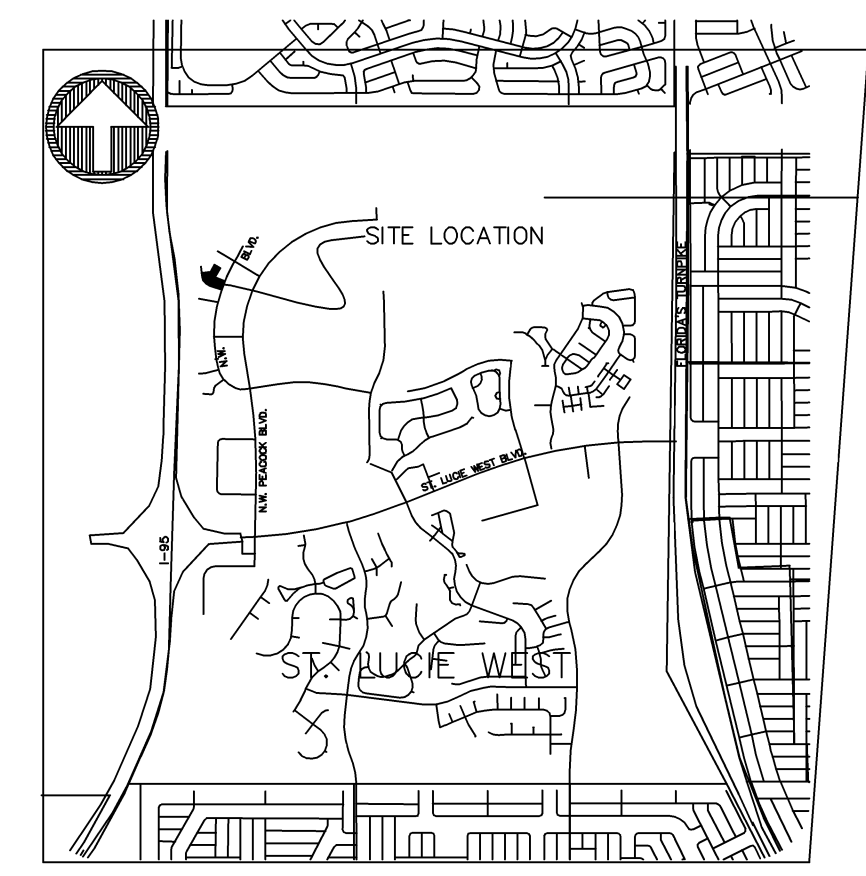 SITE LOCATION
BLVD.
N.W.
FLORIDA'S TURNPIKE
N.W. PEACOCK BLVD.
ST. LUCIE WEST BLVD.
I-95
ST. LUCIE WEST